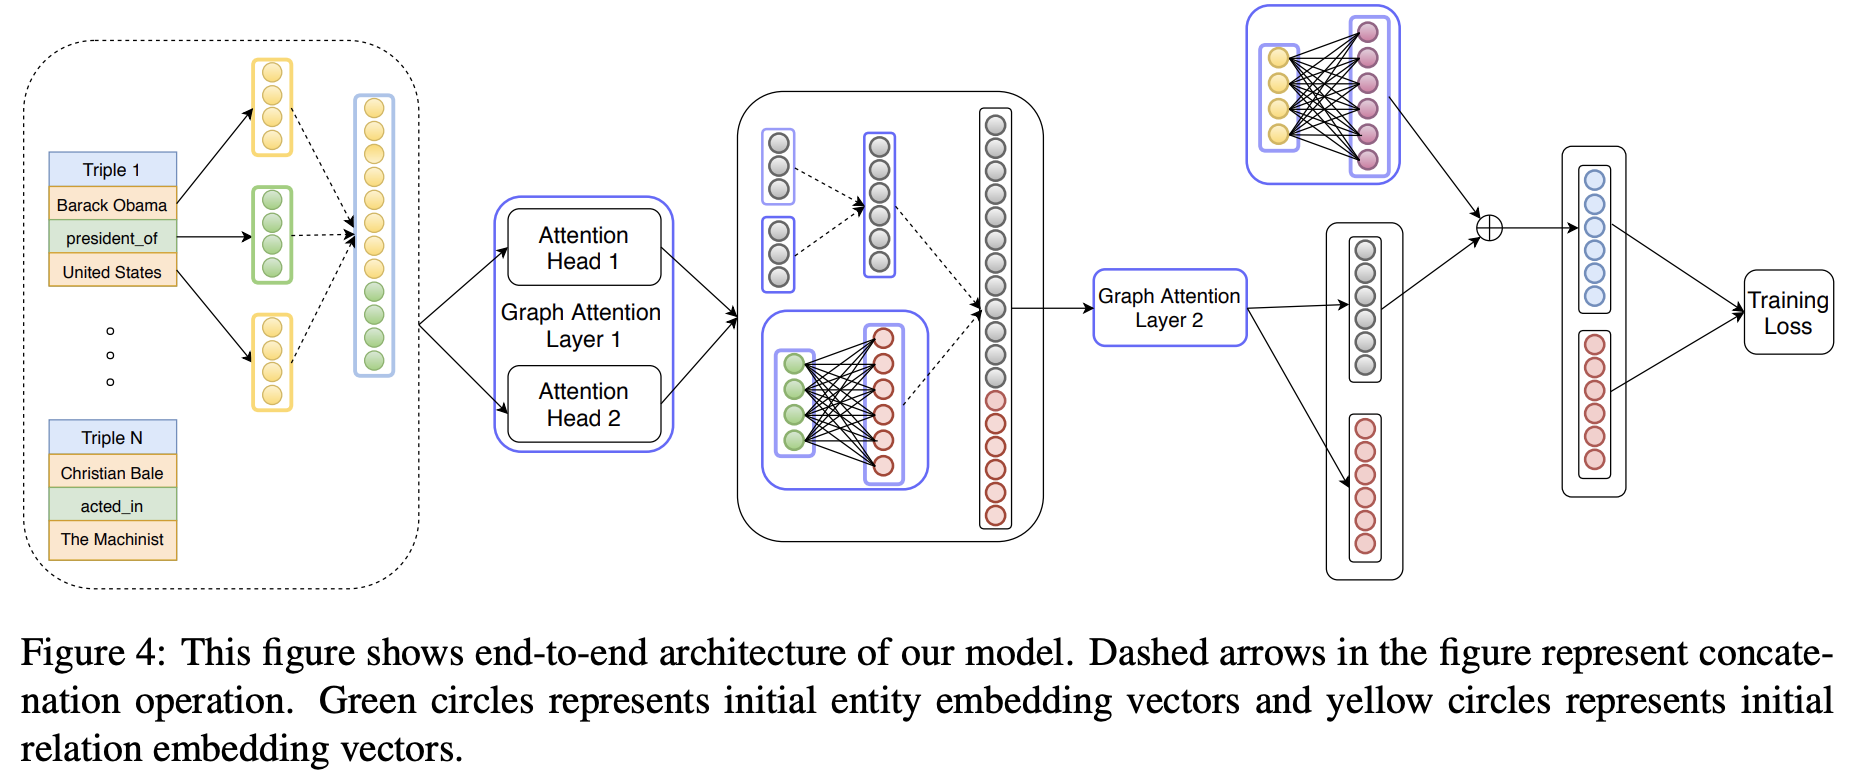 Triple 1
Barack Obama
president_of
United States
Triple N
Christian Bale
acted_in
The Machinist
Attention
Head 1
Graph Attention
Layer 1
Attention
Head 2
Graph Attention
Layer 2
Training
Loss
Figure 4: This figure shows end-to-end architecture of our model. Dashed arrows in the figure represent concate-
nation operation. Green circles represents initial entity embedding vectors and yellow circles represents initial
relation embedding vectors.